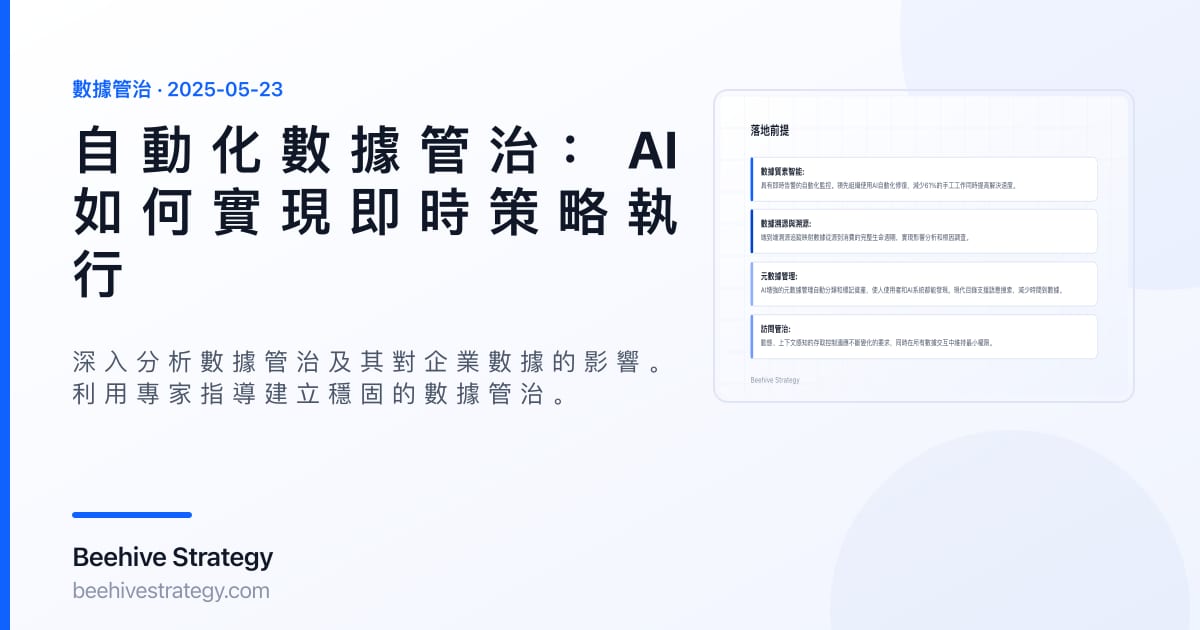 數據管治 · 2025-05-23
自動化數據管治： AI
如何實現即時策略執
行
深入分析數據管治及其對企業數據的影響。
利用專家指導建立穩固的數據管治。
Beehive Strategy
beehivestrategy.com
落地前提
數據質素智能:
具有即時告警的自動化監控。領先組織使用AI自動化修復，減少61%的手工工作同時提高解決速度。
數據溯源與溯源:
端到端溯源追蹤映射數據從源到消費的完整生命週期，實現影響分析和根因調查。
元數據管理:
AI增強的元數據管理自動分類和標記資產，使人使用者和AI系統都能發現。現代目錄支援語意搜索，減少時間到數據。
訪問管治:
動態、上下文感知的存取控制適應不斷變化的要求，同時在所有數據交互中維持最小權限。
Beehive Strategy